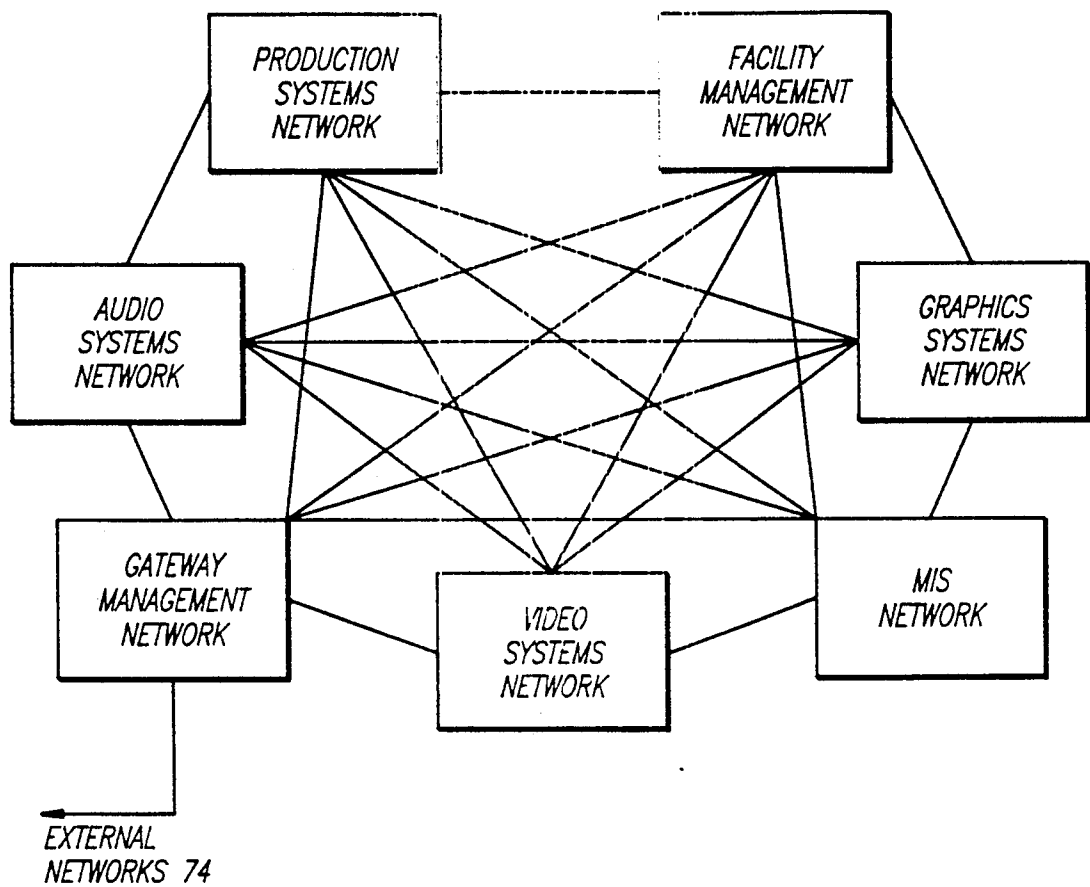 PRODUCTION
SYSTEMS
NETWORK
FACILITY
MANAGEMENT
NETWORK
AUDIO
SYSTEMS
NETWORK
GRAPHICS
SYSTEMS
NETWORK
GATEWAY
MANAGEMENT
NETWORK
VIDEO
SYSTEMS
NETWORK
MIS
NETWORK
EXTERNAL
NETWORKS 74